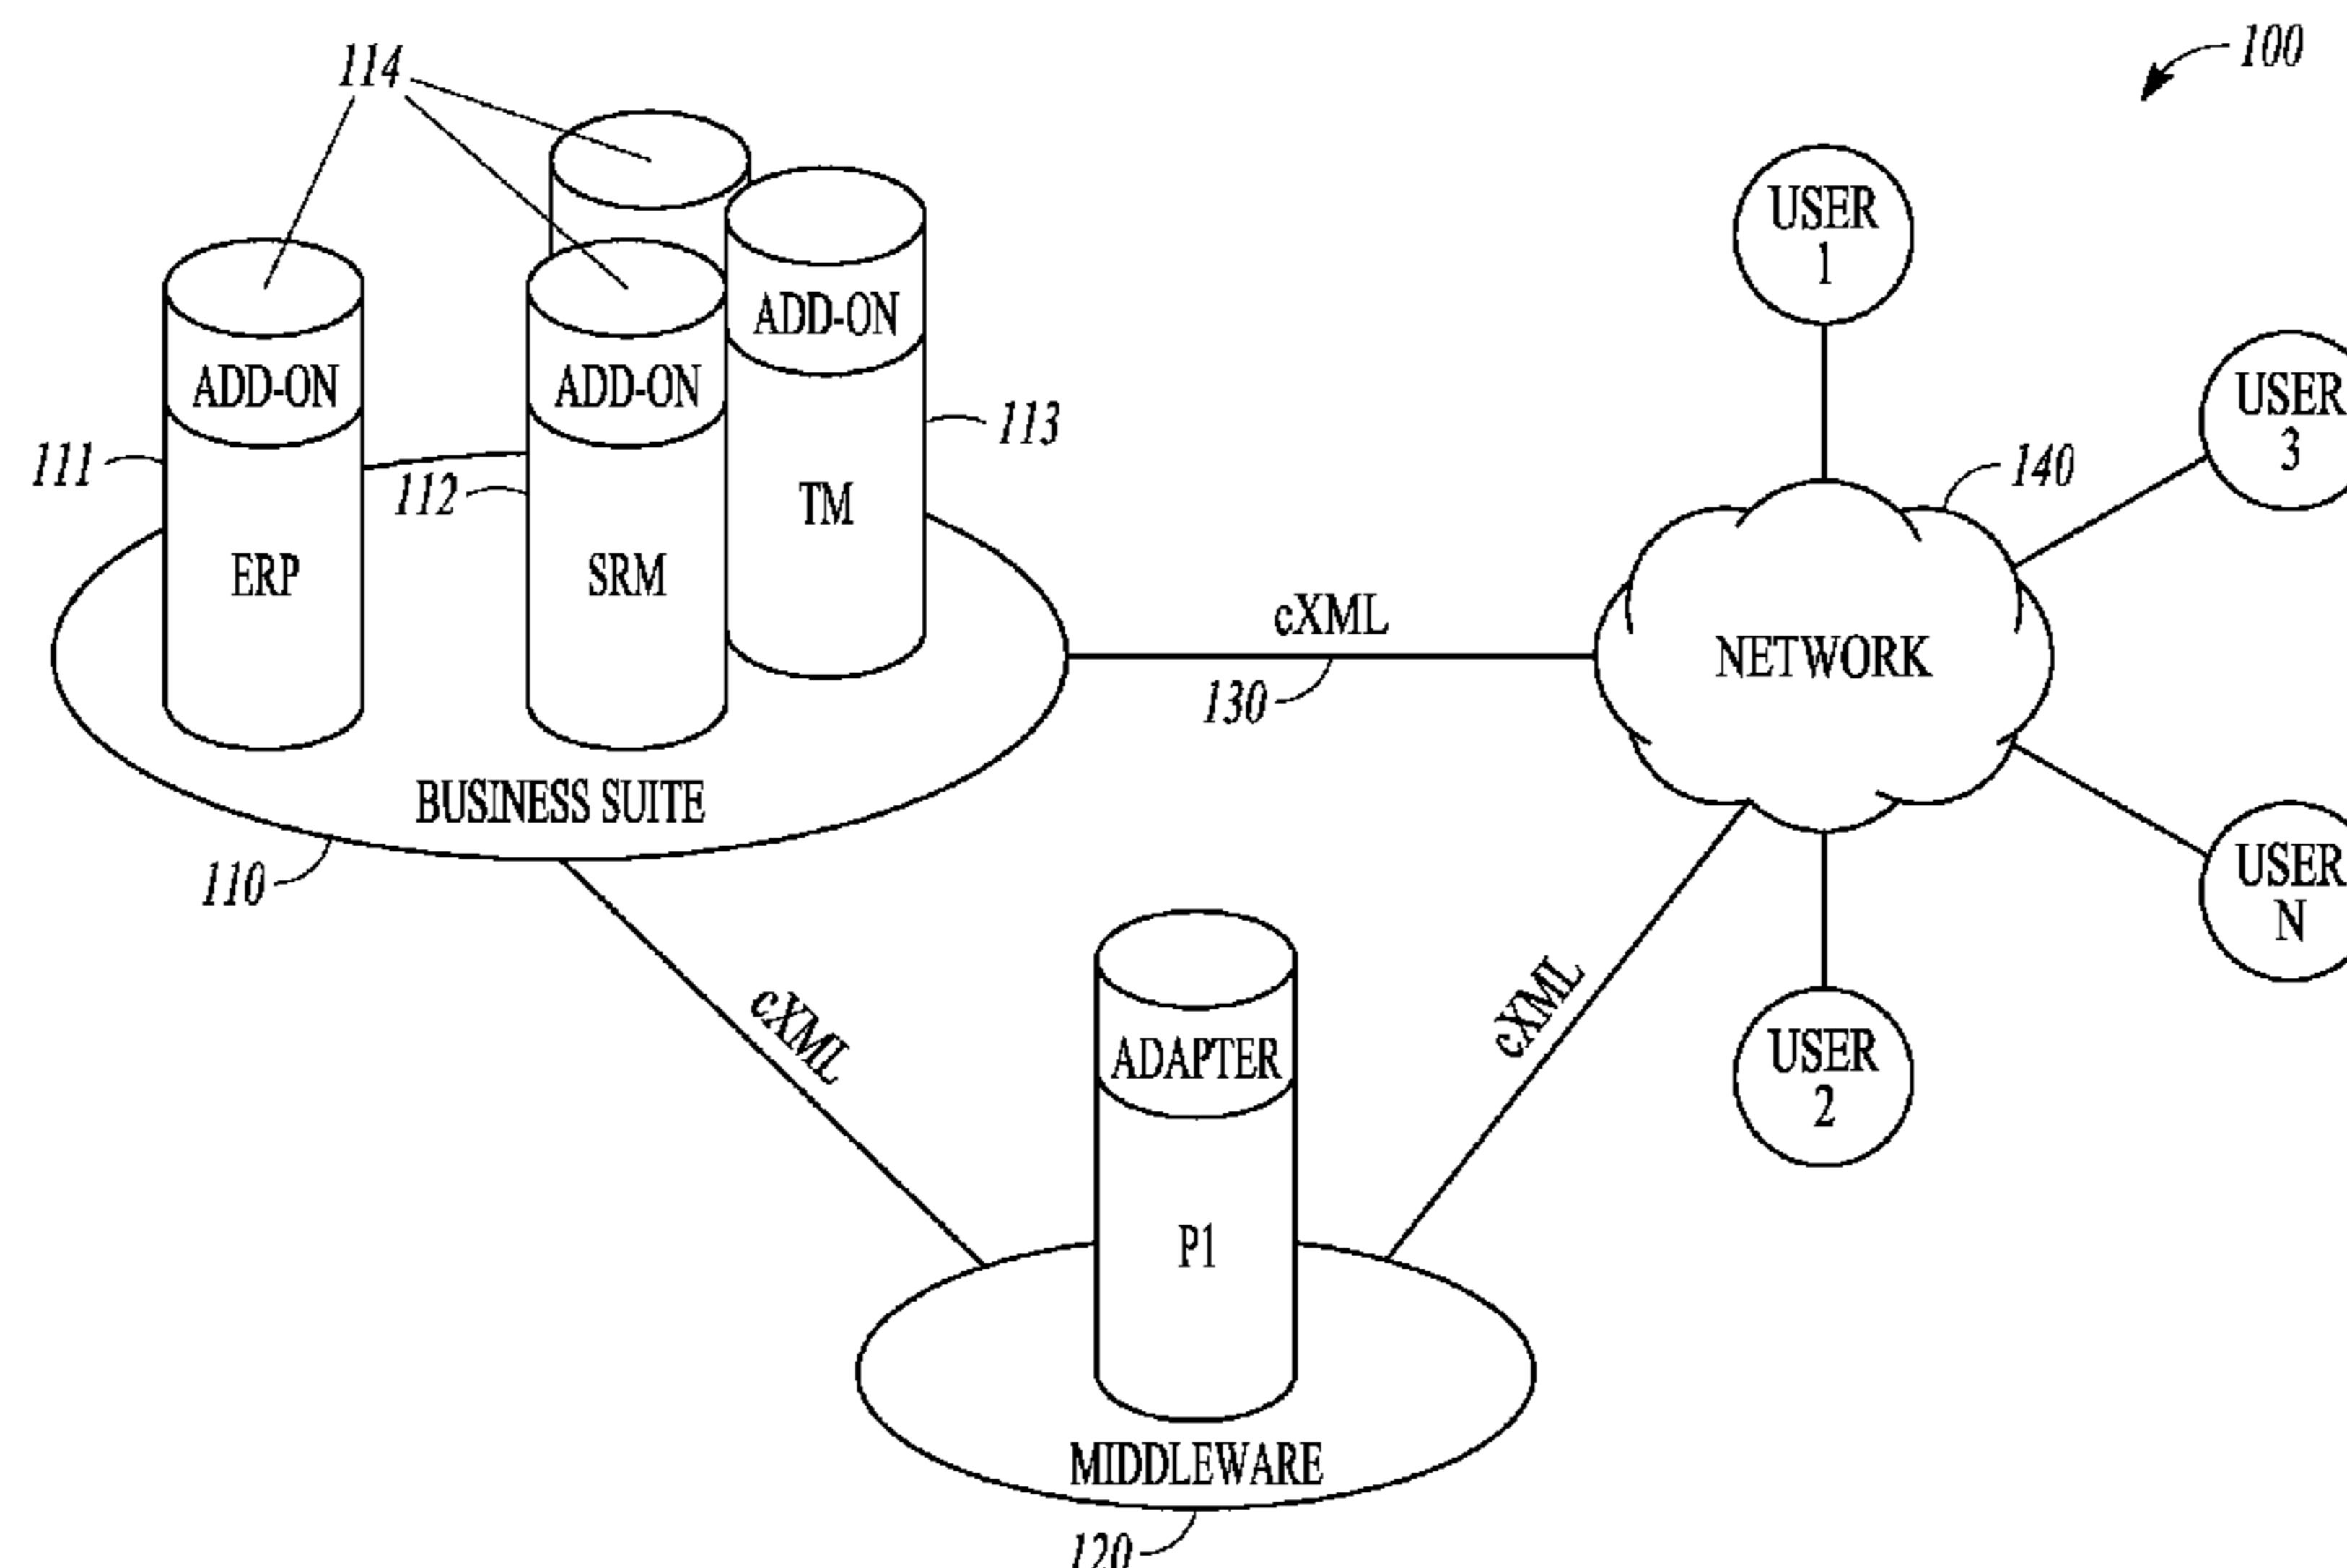 100
114
ADD-ON
ADD-ON
ADD-ON
111
112
113
ERP
SRM
TM
BUSINESS SUITE
110
cXML
130
NETWORK
140
USER
1
USER
3
USER
N
USER
2
cXML
cXML
ADAPTER
P1
MIDDLEWARE
120